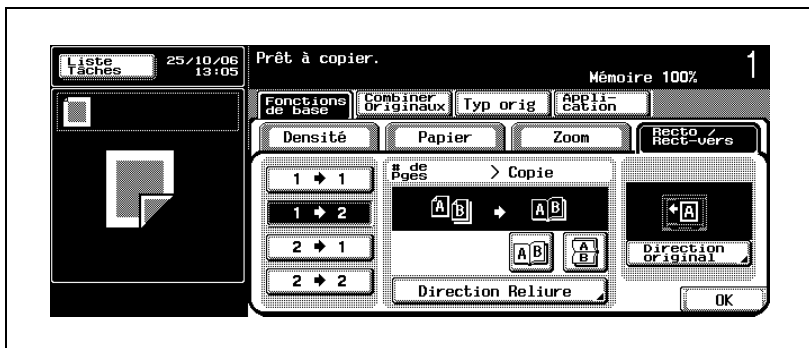 Liste
Tâches
25/10/06
13:05
Prêt à copier.
Mémoire 100%
1
Fonctions
de base
Combiner
originaux
Typ orig
Appli-
cation
Densité
Papier
Zoom
Recto /
Rect-vers
1 → 1
1 → 2
2 → 1
2 → 2
# de
Pges
> Copie
A B → A B
A B
A
B
Direction Reliure
A
Direction
original
OK